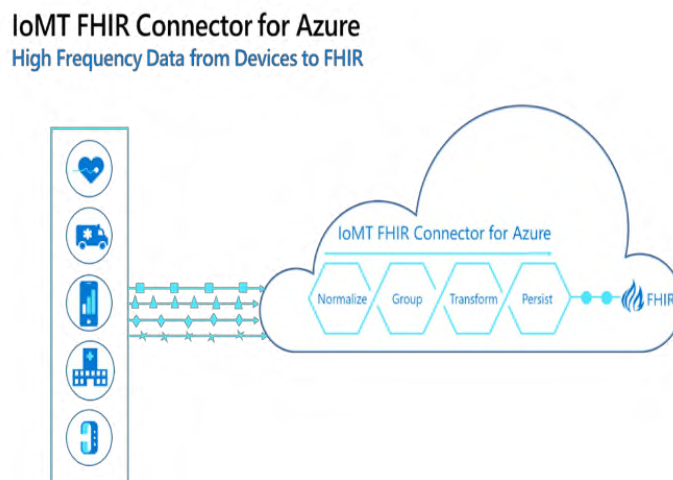 IoMT FHIR Connector for Azure
High Frequency Data from Devices to FHIR
IoMT FHIR Connector for Azure
Normalize Group Transform Persist FHIR